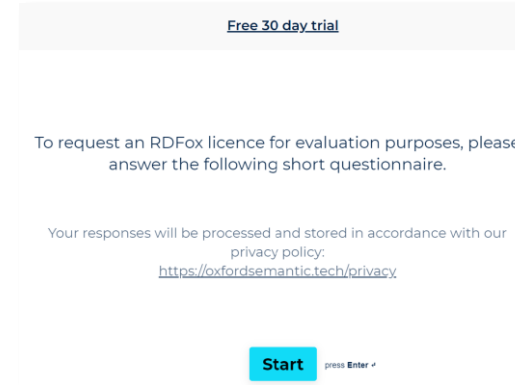 Free 30 day trial
To request an RDFox licence for evaluation purposes, please
answer the following short questionnaire.
Your responses will be processed and stored in accordance with our
privacy policy:
https://oxfordsemantic.tech/privacy
Start press Enter ↵